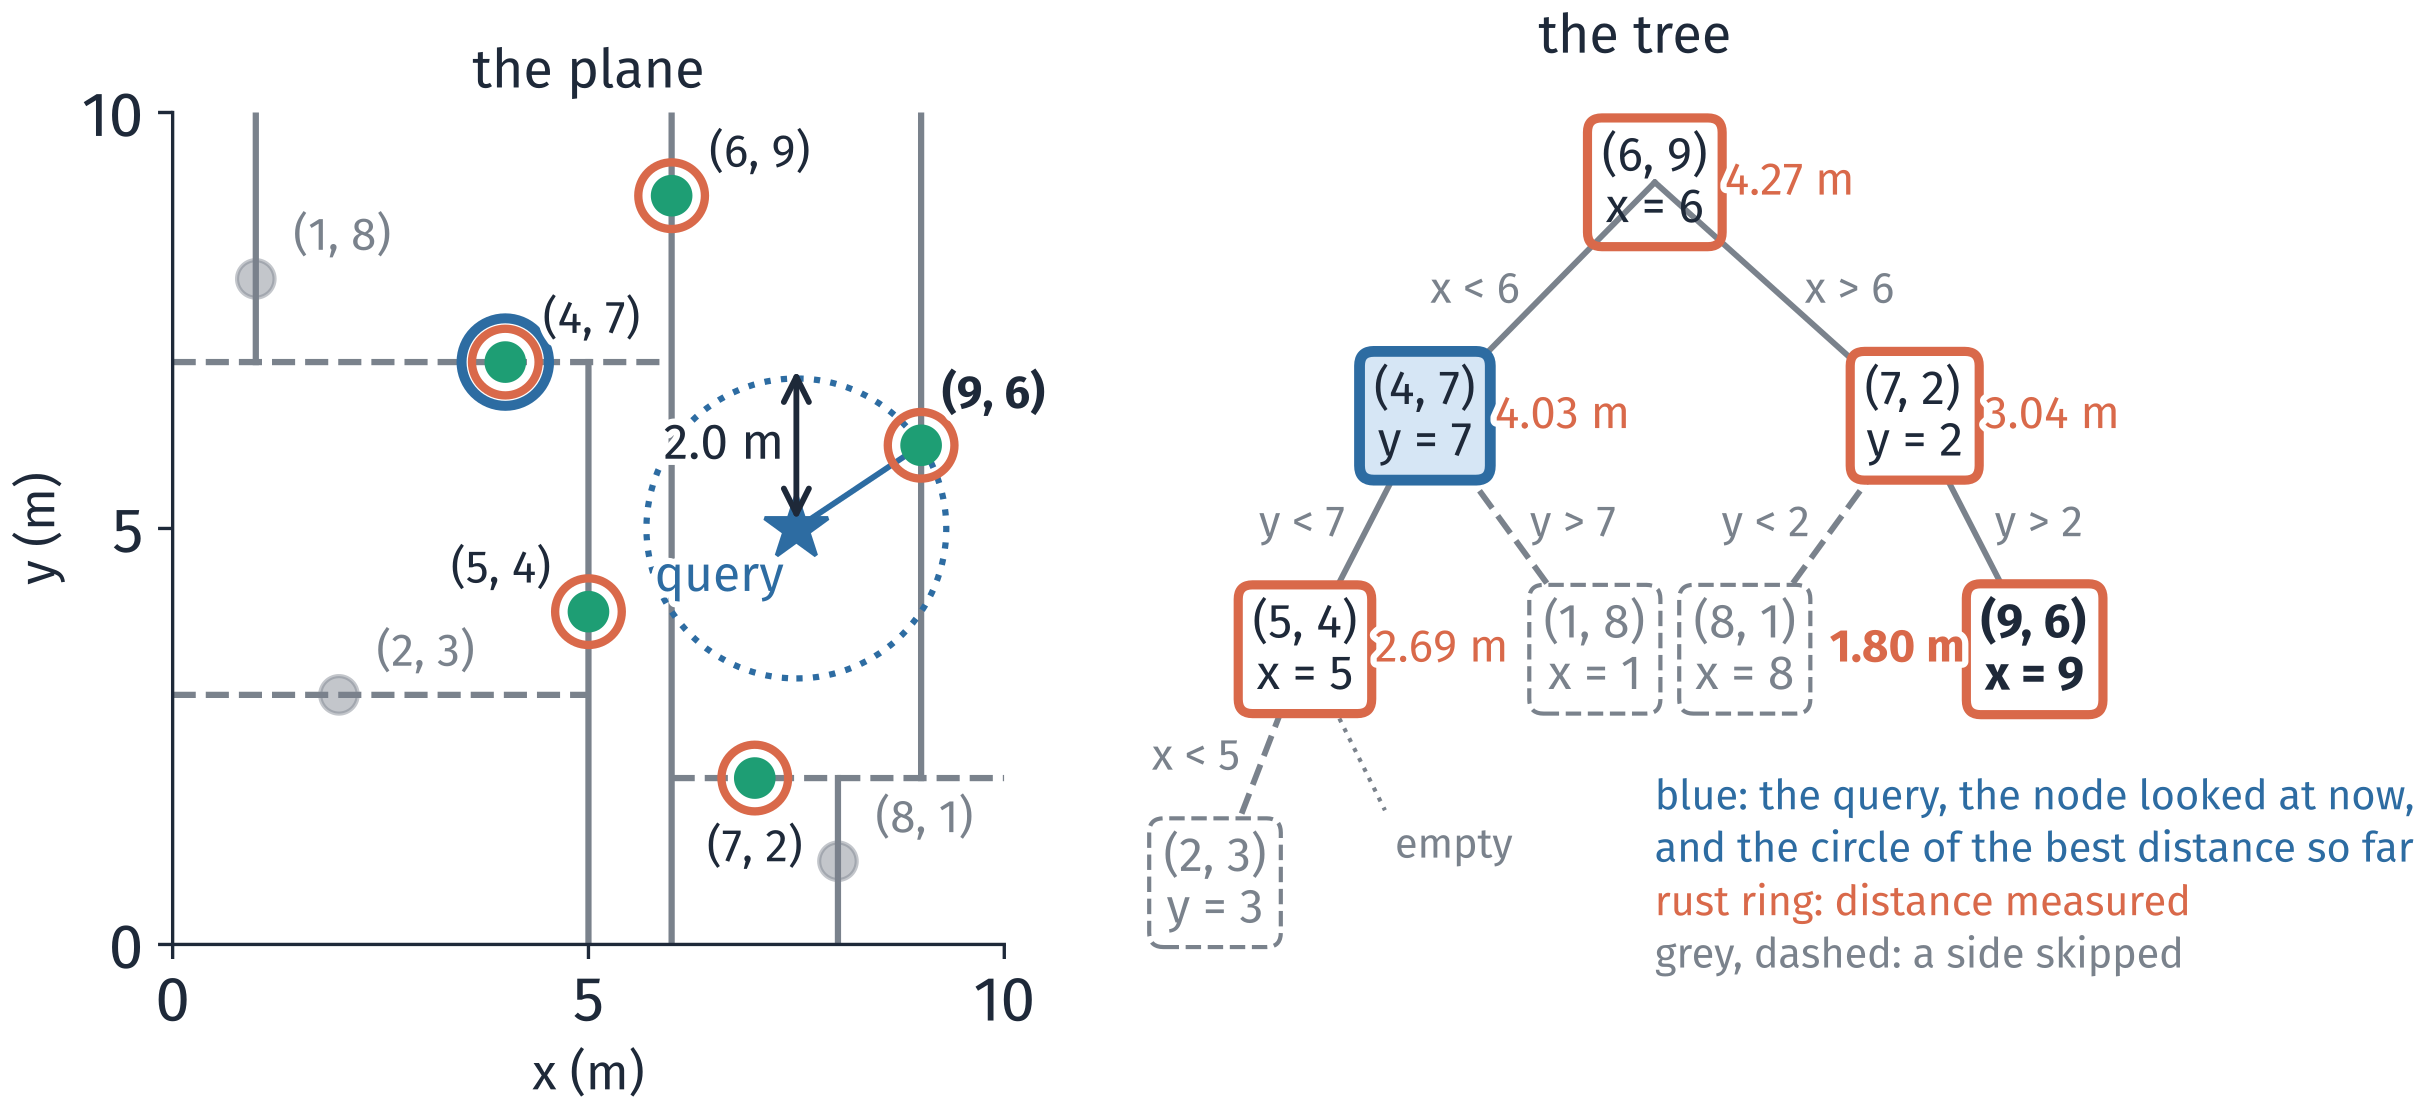 the plane
10
5
0
0
5
10
y (m)
x (m)
(6, 9)
(1, 8)
(4, 7)
(9, 6)
2.0 m
query
(5, 4)
(2, 3)
(8, 1)
(7, 2)
the tree
(6, 9)
x = 6
4.27 m
x < 6
x > 6
(4, 7)
y = 7
4.03 m
(7, 2)
y = 2
3.04 m
y < 7
y > 7
y < 2
y > 2
(5, 4)
x = 5
2.69 m
(1, 8)
x = 1
(8, 1)
x = 8
1.80 m
(9, 6)
x = 9
x < 5
empty
(2, 3)
y = 3
blue: the query, the node looked at now,
and the circle of the best distance so far
rust ring: distance measured
grey, dashed: a side skipped